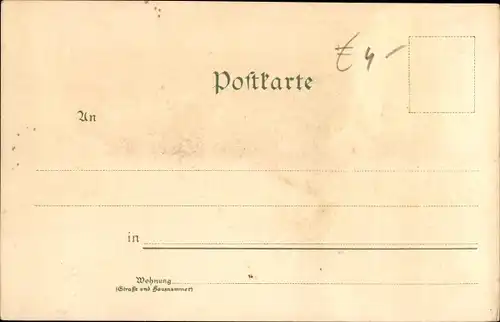 € 4 -
Postkarte
An
in
Wohnung
(Straße und Hausnummer)